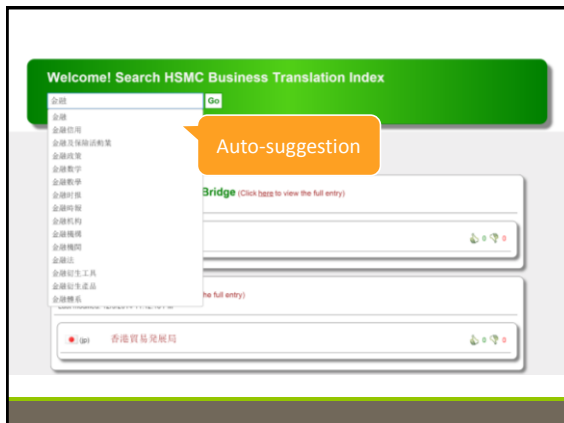 Welcome! Search HSMC Business Translation Index
金融
Go
金融
金融信用
金融及保險活動業
金融政策
金融数学
金融數學
金融时报
金融時報
金融机构
金融機構
金融機関
金融法
金融衍生工具
金融衍生產品
金融體系
Auto-suggestion
Bridge (Click here to view the full entry)
0 0
he full entry)
(jp) 香港貿易発展局
0 0